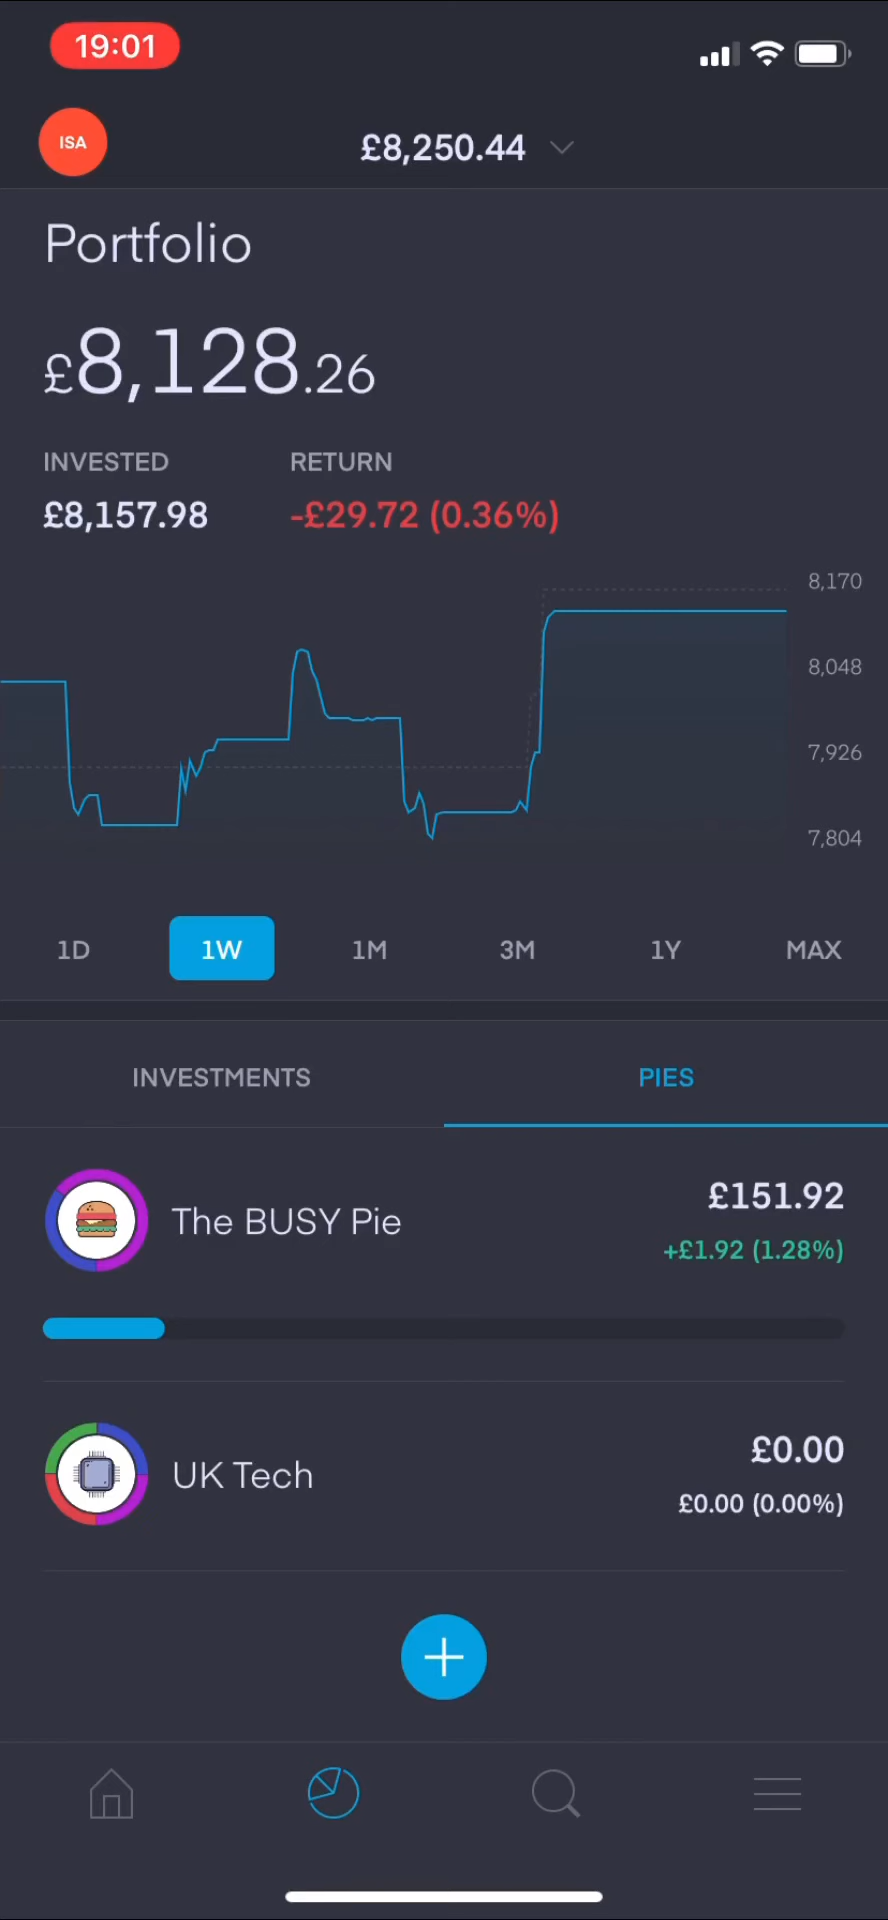 19:01
ISA
£8,250.44
Portfolio
£8,128.26
INVESTED RETURN
£8,157.98 -£29.72 (0.36%)
8,170
8,048
7,926
7,804
1D 1W 1M 3M 1Y MAX
INVESTMENTS PIES
The BUSY Pie £151.92
+£1.92 (1.28%)
UK Tech £0.00
£0.00 (0.00%)